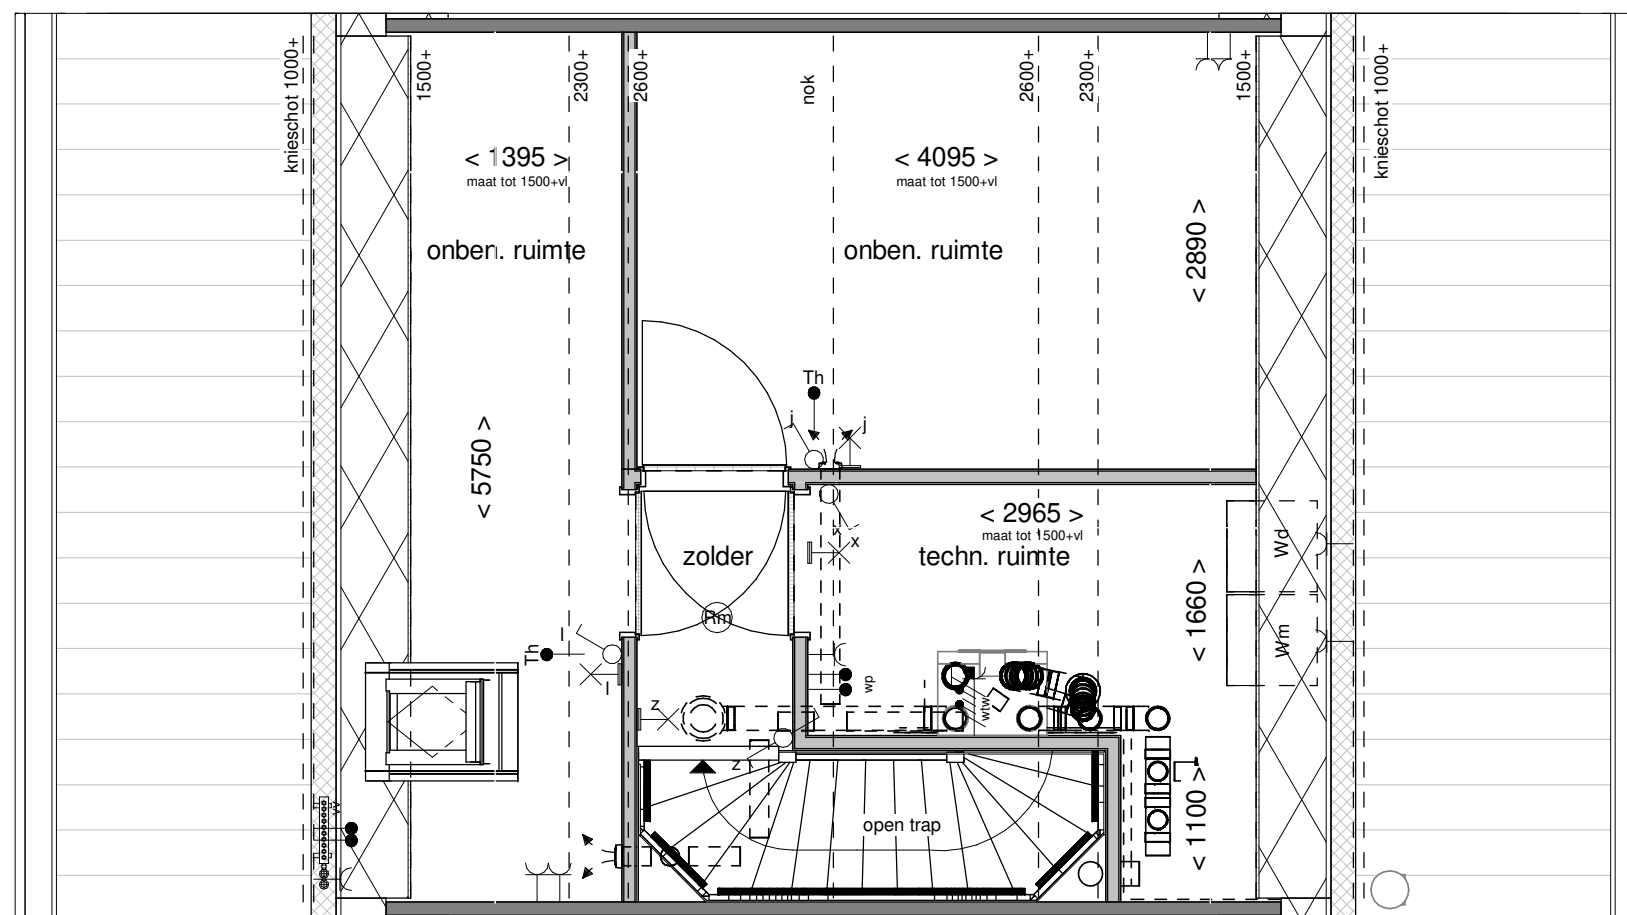 knieschot 1000+
1500+
2300+
2600+
nok
2600+
2300+
1500+
knieschot 1000+
< 1395 >
maat tot 1500+vl
< 4095 >
maat tot 1500+vl
onben. ruimte
onben. ruimte
< 2890 >
Th
j
j
< 5750 >
< 2965 >
maat tot 1500+vl
zolder
techn. ruimte
x
x
Wd
Rm
< 1660 >
Wm
Th
l
l
wp
z
wtw
z
open trap
< 1100 >